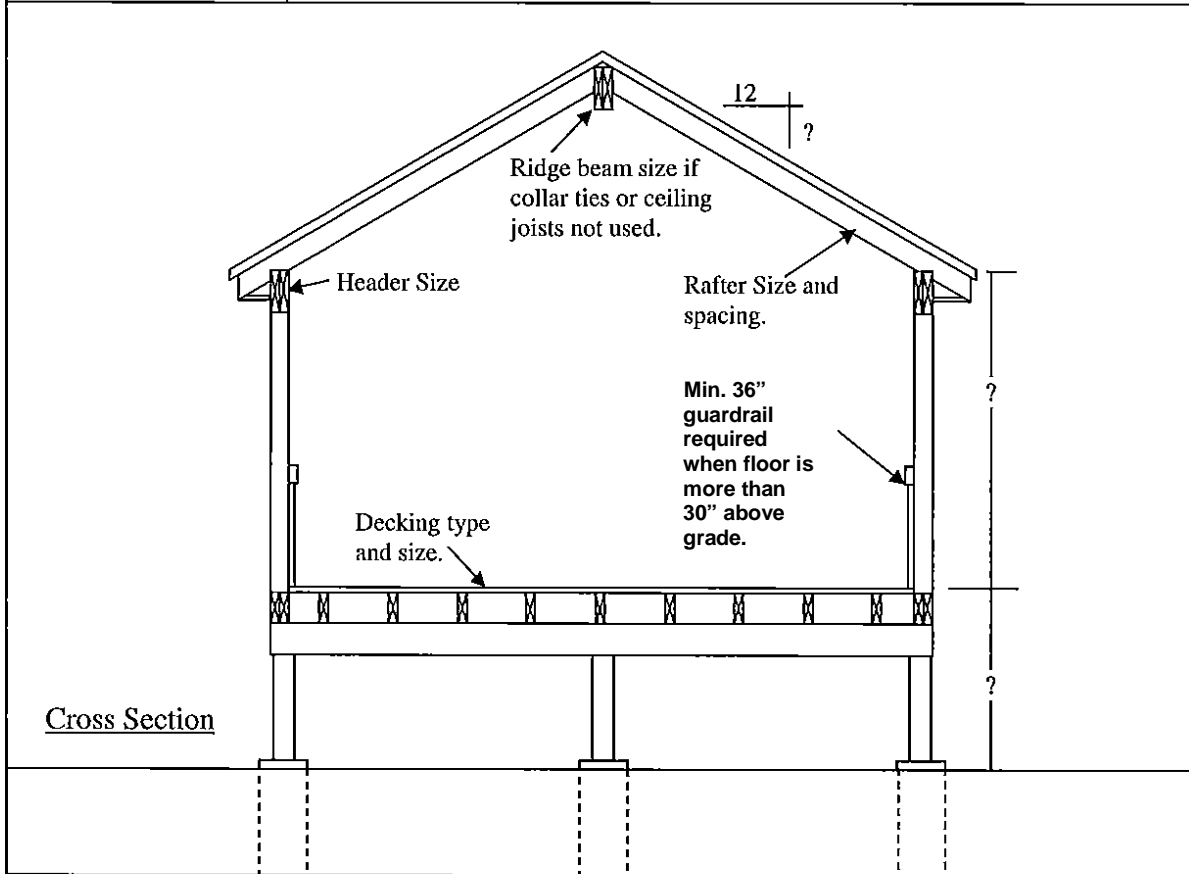 12
?
Ridge beam size if
collar ties or ceiling
joists not used.
Header Size
Rafter Size and
spacing.
Min. 36”
guardrail
required
when floor is
more than
30” above
grade.
?
Decking type
and size.
?
Cross Section